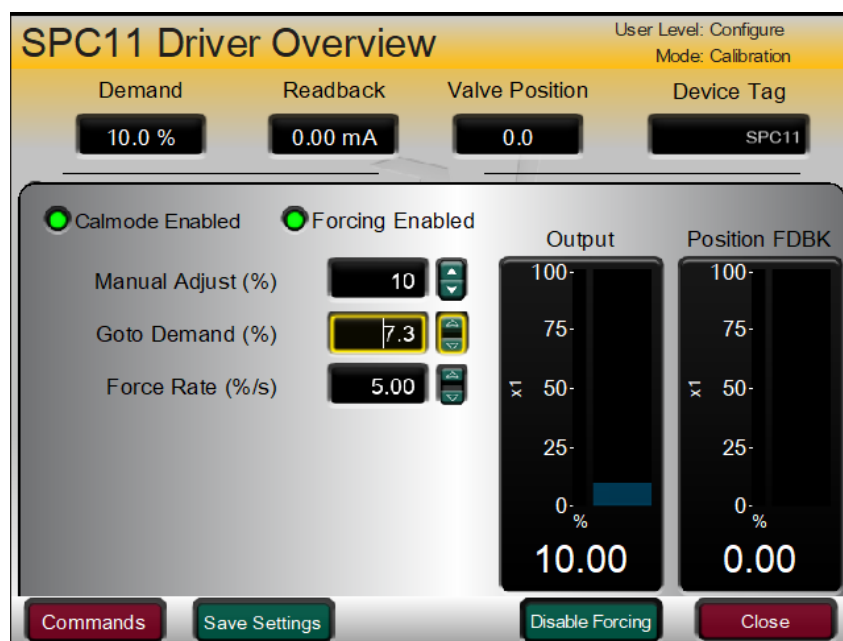 SPC11 Driver Overview
User Level: Configure
Mode: Calibration
Demand
Readback
Valve Position
Device Tag
10.0 %
0.00 mA
0.0
SPC11
Calmode Enabled
Forcing Enabled
Manual Adjust (%)
10
Goto Demand (%)
7.3
Force Rate (%/s)
5.00
Output
100-
75-
x1
50-
25-
0-
%
10.00
Position FDBK
100-
75-
x1
50-
25-
0-
%
0.00
Commands
Save Settings
Disable Forcing
Close